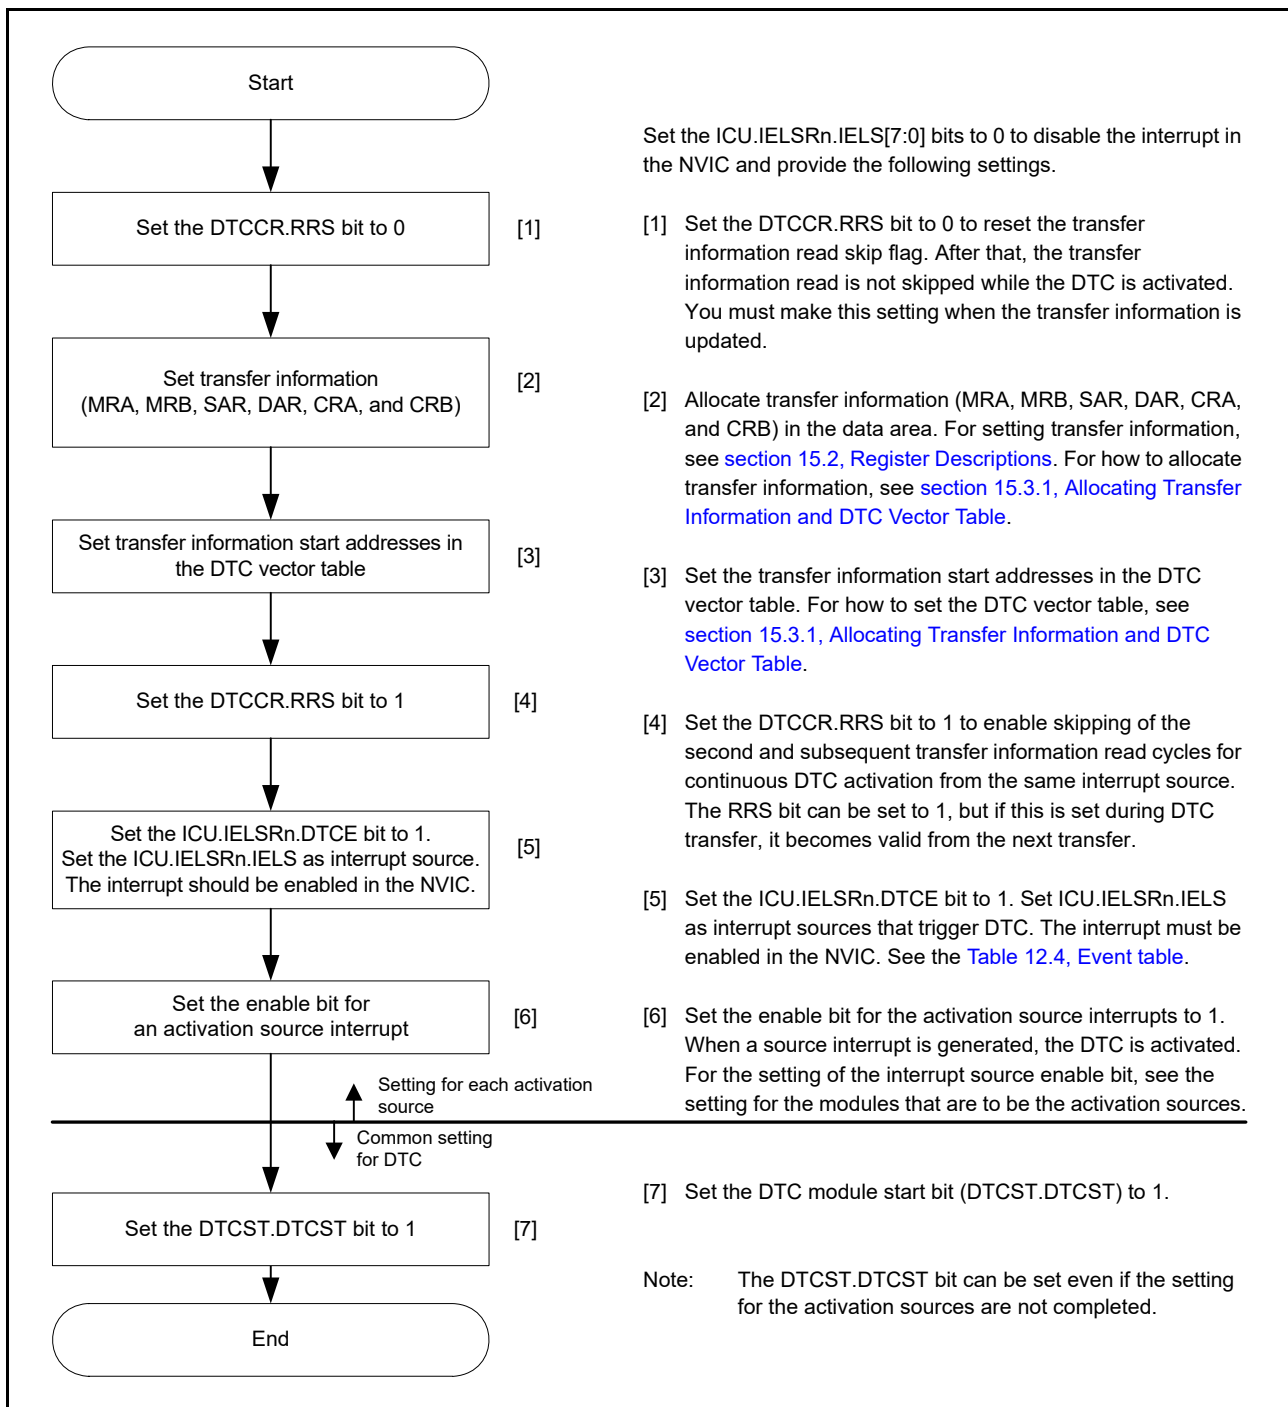 Start
Set the DTCCR.RRS bit to 0
[1]
Set transfer information
(MRA, MRB, SAR, DAR, CRA, and CRB)
[2]
Set transfer information start addresses in
the DTC vector table
[3]
Set the DTCCR.RRS bit to 1
[4]
Set the ICU.IELSRn.DTCE bit to 1.
Set the ICU.IELSRn.IELS as interrupt source.
The interrupt should be enabled in the NVIC.
[5]
Set the enable bit for
an activation source interrupt
[6]
Setting for each activation
source
Common setting
for DTC
Set the DTCST.DTCST bit to 1
[7]
End
Set the ICU.IELSRn.IELS[7:0] bits to 0 to disable the interrupt in
the NVIC and provide the following settings.
[1] Set the DTCCR.RRS bit to 0 to reset the transfer
information read skip flag. After that, the transfer
information read is not skipped while the DTC is activated.
You must make this setting when the transfer information is
updated.
[2] Allocate transfer information (MRA, MRB, SAR, DAR, CRA,
and CRB) in the data area. For setting transfer information,
see section 15.2, Register Descriptions. For how to allocate
transfer information, see section 15.3.1, Allocating Transfer
Information and DTC Vector Table.
[3] Set the transfer information start addresses in the DTC
vector table. For how to set the DTC vector table, see
section 15.3.1, Allocating Transfer Information and DTC
Vector Table.
[4] Set the DTCCR.RRS bit to 1 to enable skipping of the
second and subsequent transfer information read cycles for
continuous DTC activation from the same interrupt source.
The RRS bit can be set to 1, but if this is set during DTC
transfer, it becomes valid from the next transfer.
[5] Set the ICU.IELSRn.DTCE bit to 1. Set ICU.IELSRn.IELS
as interrupt sources that trigger DTC. The interrupt must be
enabled in the NVIC. See the Table 12.4, Event table.
[6] Set the enable bit for the activation source interrupts to 1.
When a source interrupt is generated, the DTC is activated.
For the setting of the interrupt source enable bit, see the
setting for the modules that are to be the activation sources.
[7] Set the DTC module start bit (DTCST.DTCST) to 1.
Note: The DTCST.DTCST bit can be set even if the setting
for the activation sources are not completed.